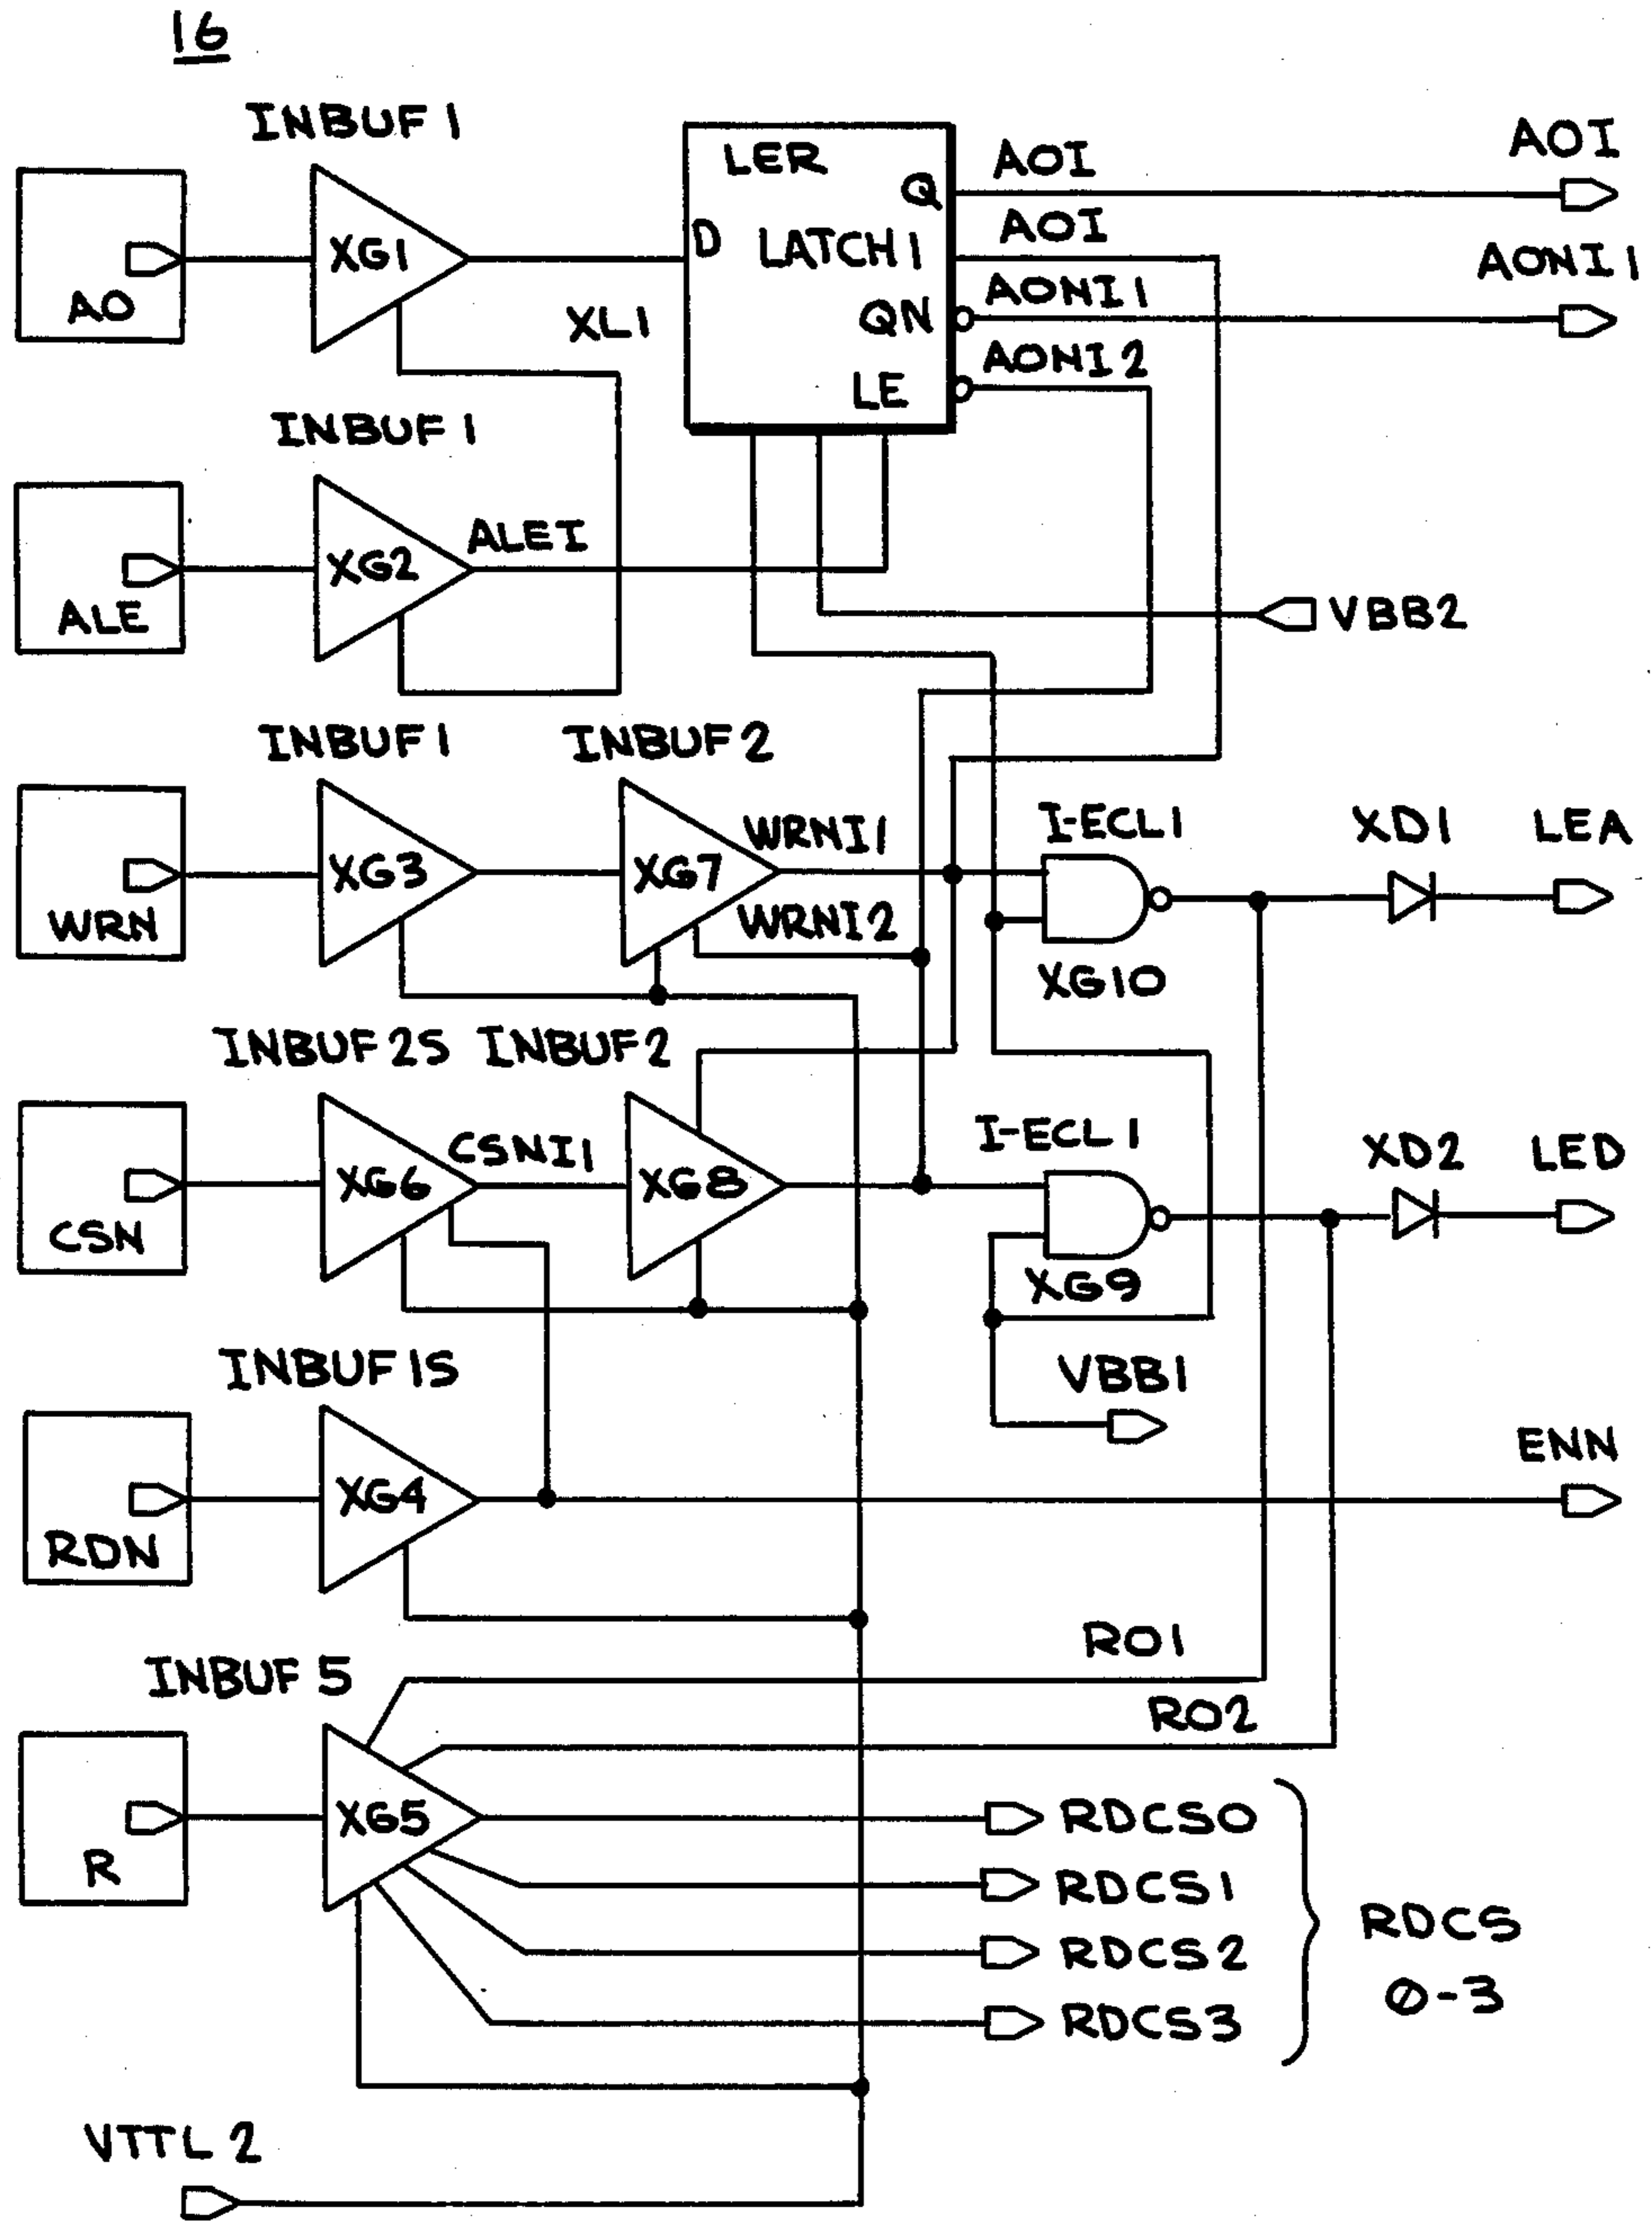 16
INBUF1
AO
XG1
XL1
LER
D
LATCH1
Q
QN
LE
AOI
AOI
AONI1
AONI2
AOI
AONI1
INBUF1
ALE
XG2
ALEI
VBB2
INBUF1
INBUF2
WRN
XG3
XG7
WRNI1
WRNI2
I-ECL1
XG10
XD1
LEA
INBUF2S
INBUF2
CSN
XG6
CSNI1
XG8
I-ECL1
XG9
XD2
LED
VBB1
INBUF1S
RDN
XG4
ENN
RO1
RO2
INBUF5
R
XG5
RDCS0
RDCS1
RDCS2
RDCS3
RDCS
0-3
VTTL2